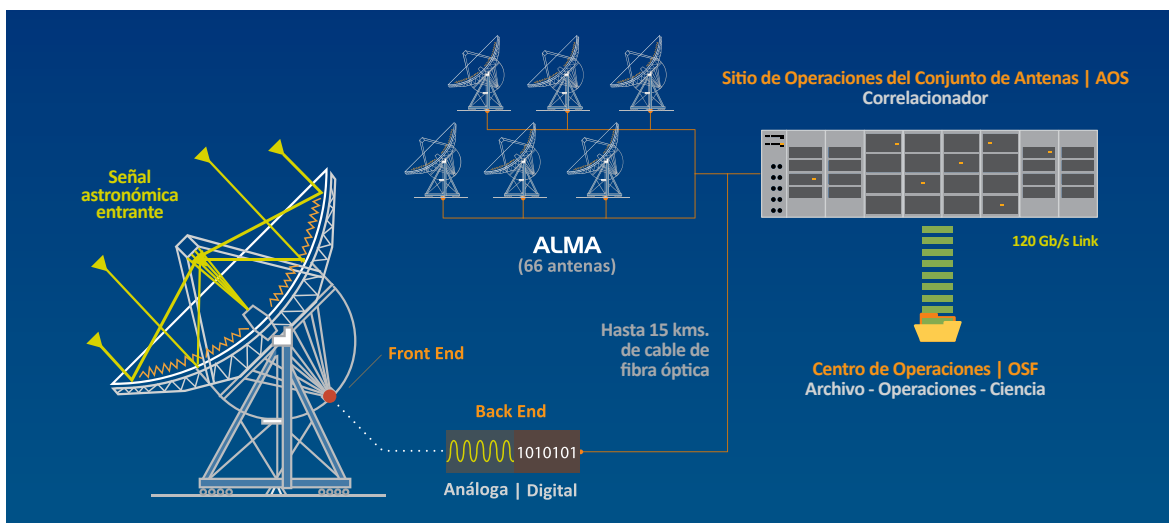 Sitio de Operaciones del Conjunto de Antenas | AOS
Correlacionador
Señal
astronómica
entrante
ALMA
(66 antenas)
120 Gb/s Link
Hasta 15 kms.
de cable de
fibra óptica
Front End
Centro de Operaciones | OSF
Archivo - Operaciones - Ciencia
Back End
1010101
Análoga | Digital